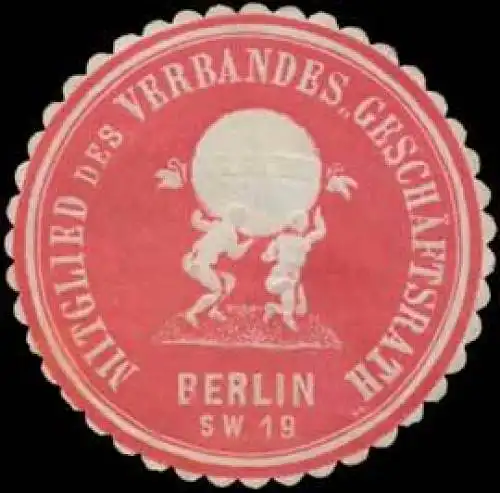 MITGLIED DES VERBANDES „GESCHÄFTSRATH“
BERLIN
SW. 19